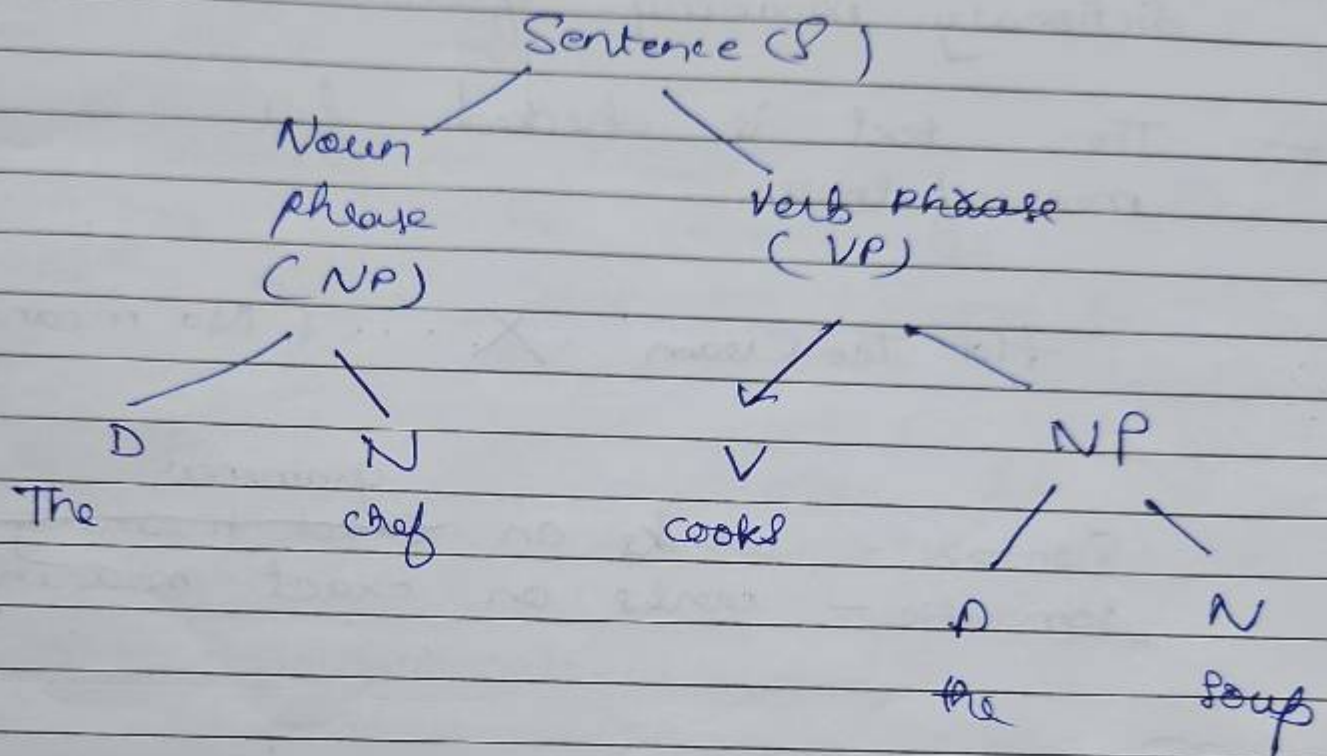 Sentence (S)
Noun
phrase
(NP)
Verb phrase
(VP)
D N V NP
The chef cooks
D N
the soup